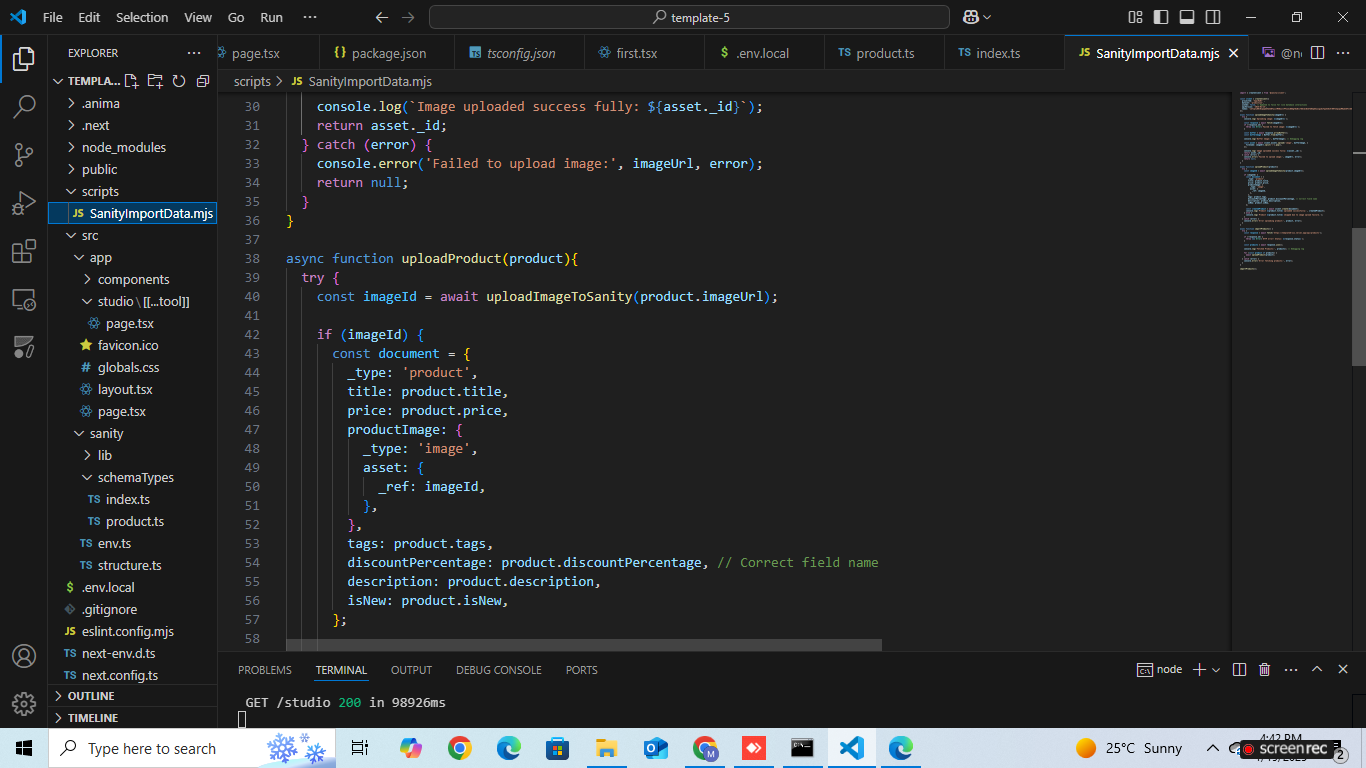 File Edit Selection View Go Run ··· template-5
EXPLORER ···
page.tsx package.json tsconfig.json first.tsx .env.local product.ts index.ts SanityImportData.mjs
TEMPLA...
scripts > SanityImportData.mjs
.anima
.next
node_modules
public
scripts
JS SanityImportData.mjs
src
app
components
studio \ [[...tool]]
page.tsx
favicon.ico
# globals.css
layout.tsx
page.tsx
sanity
lib
schemaTypes
TS index.ts
TS product.ts
TS env.ts
TS structure.ts
$ .env.local
.gitignore
JS eslint.config.mjs
TS next-env.d.ts
TS next.config.ts
OUTLINE
TIMELINE
30 console.log(`Image uploaded success fully: ${asset._id}`);
31 return asset._id;
32 } catch (error) {
33 console.error('Failed to upload image:', imageUrl, error);
34 return null;
35 }
36 }
37
38 async function uploadProduct(product){
39 try {
40 const imageId = await uploadImageToSanity(product.imageUrl);
41
42 if (imageId) {
43 const document = {
44 _type: 'product',
45 title: product.title,
46 price: product.price,
47 productImage: {
48 _type: 'image',
49 asset: {
50 _ref: imageId,
51 },
52 },
53 tags: product.tags,
54 discountPercentage: product.discountPercentage, // Correct field name
55 description: product.description,
56 isNew: product.isNew,
57 };
58
PROBLEMS TERMINAL OUTPUT DEBUG CONSOLE PORTS node
GET /studio 200 in 98926ms
Type here to search
25°C Sunny
4:42 PM
screenrec
2